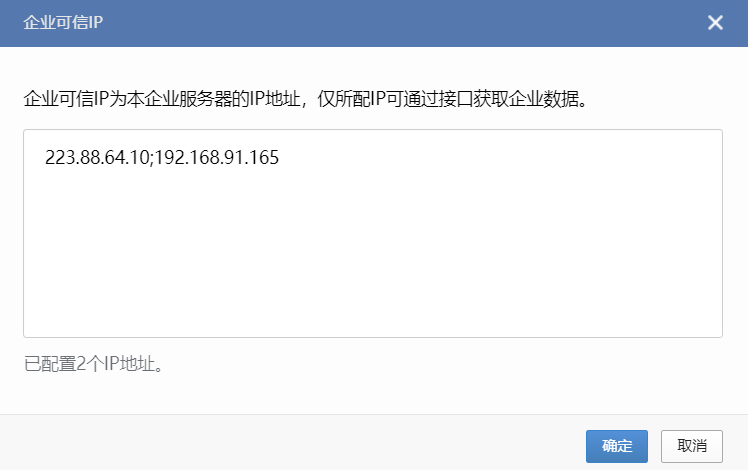 企业可信IP
企业可信IP为本企业服务器的IP地址，仅所配IP可通过接口获取企业数据。
223.88.64.10;192.168.91.165
已配置2个IP地址。
确定
取消